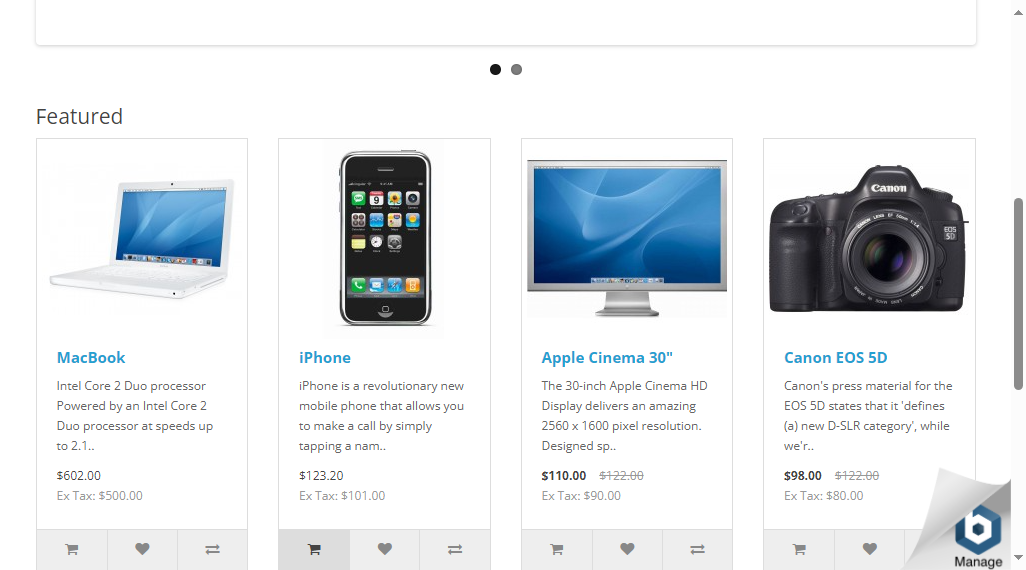 Featured
Canon
EOS
5D
MacBook
Intel Core 2 Duo processor
Powered by an Intel Core 2
Duo processor at speeds up
to 2.1..
$602.00
Ex Tax: $500.00
iPhone
iPhone is a revolutionary new
mobile phone that allows you
to make a call by simply
tapping a nam..
$123.20
Ex Tax: $101.00
Apple Cinema 30"
The 30-inch Apple Cinema HD
Display delivers an amazing
2560 x 1600 pixel resolution.
Designed sp..
$110.00 $122.00
Ex Tax: $90.00
Canon EOS 5D
Canon's press material for the
EOS 5D states that it 'defines
(a) new D-SLR category', while
we'r..
$98.00 $122.00
Ex Tax: $80.00
Manage